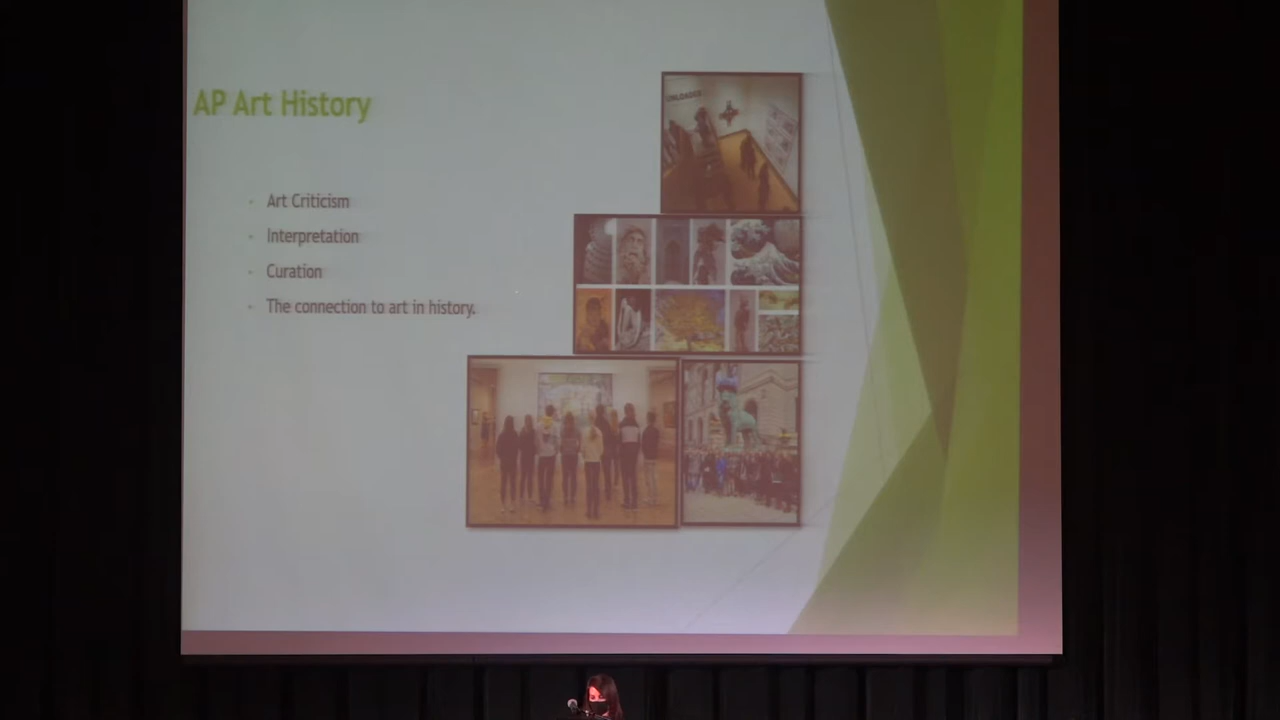 AP Art History
Art Criticism
Interpretation
Curation
The connection to art in history.